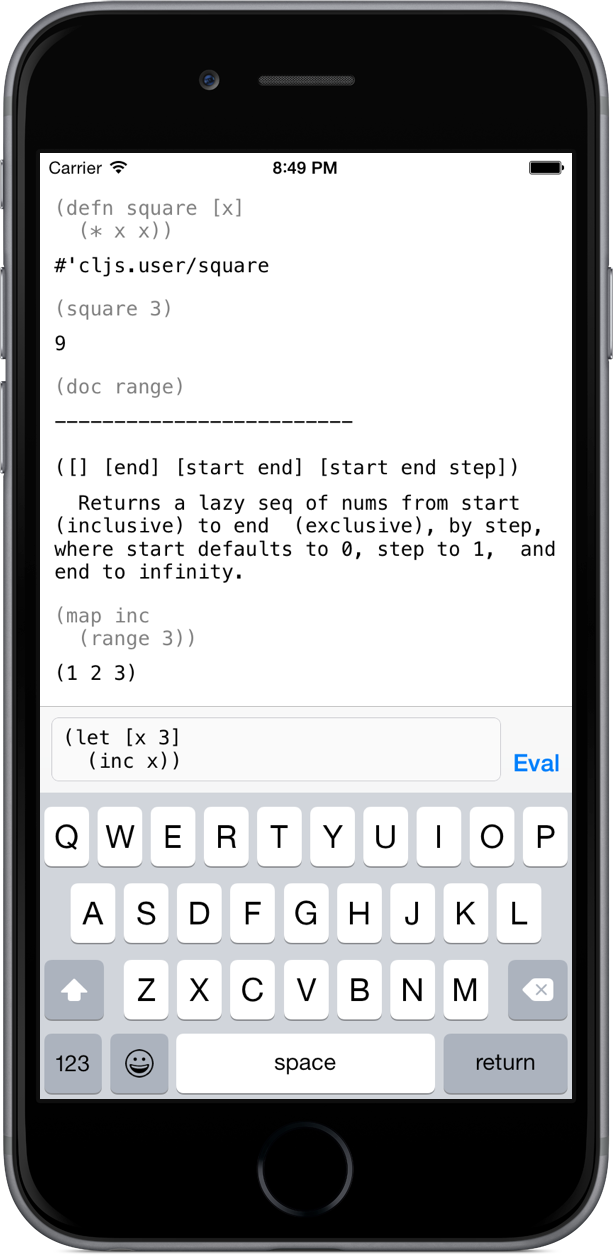 Carrier 8:49 PM
(defn square [x]
  (* x x))
#'cljs.user/square
(square 3)
9
(doc range)
-------------------------
([] [end] [start end] [start end step])
  Returns a lazy seq of nums from start
(inclusive) to end  (exclusive), by step,
where start defaults to 0, step to 1,  and
end to infinity.
(map inc
  (range 3))
(1 2 3)
(let [x 3]
  (inc x))
Eval
Q W E R T Y U I O P
A S D F G H J K L
Z X C V B N M
123 space return